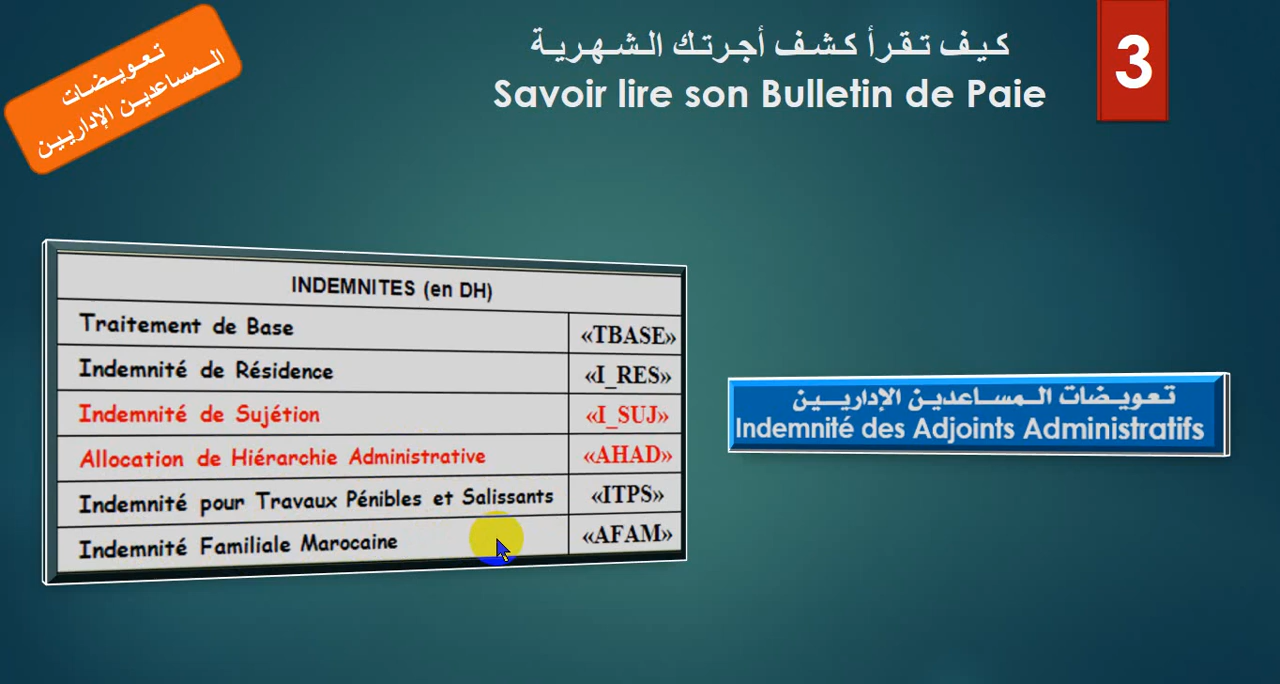 تعويضات
المساعدين الإداريين
كيف تقرأ كشف أجرتك الشهرية
Savoir lire son Bulletin de Paie
3
INDEMNITES (en DH)
Traitement de Base «TBASE»
Indemnité de Résidence «I_RES»
Indemnité de Sujétion «I_SUJ»
Allocation de Hiérarchie Administrative «AHAD»
Indemnité pour Travaux Pénibles et Salissants «ITPS»
Indemnité Familiale Marocaine «AFAM»
تعويضات المساعدين الإداريين
Indemnité des Adjoints Administratifs